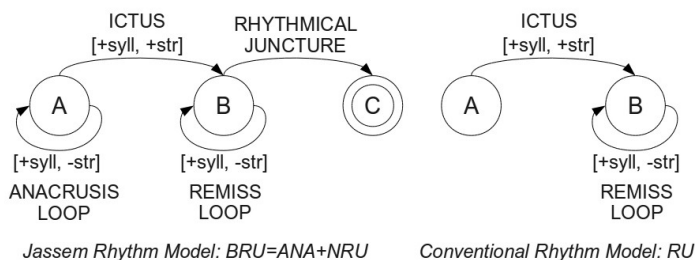 ICTUS
[+syll, +str]
RHYTHMICAL
JUNCTURE
A
B
C
[+syll, -str]
ANACRUSIS
LOOP
[+syll, -str]
REMISS
LOOP
Jassem Rhythm Model: BRU=ANA+NRU
ICTUS
[+syll, +str]
A
B
[+syll, -str]
REMISS
LOOP
Conventional Rhythm Model: RU